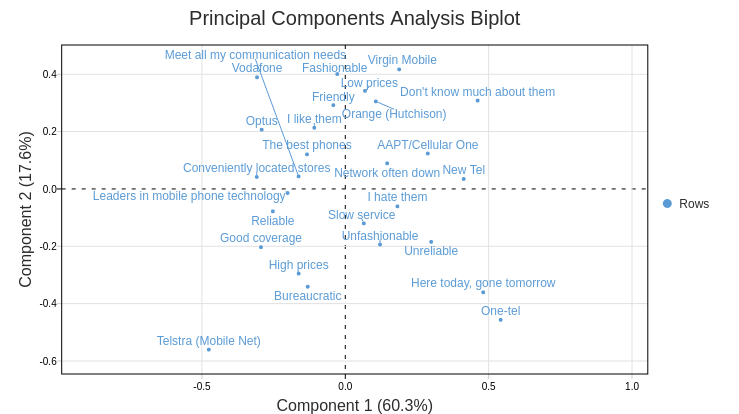 Principal Components Analysis Biplot
Meet all my communication needs
Virgin Mobile
Vodafone
Fashionable
0.4
Low prices
Don't know much about them
Friendly
Orange (Hutchison)
Optus
I like them
0.2
The best phones
AAPT/Cellular One
Conveniently located stores
Network often down
New Tel
0.0
Leaders in mobile phone technology
I hate them
Rows
Reliable
Slow service
Good coverage
Unfashionable
-0.2
Unreliable
High prices
Here today, gone tomorrow
Bureaucratic
-0.4
One-tel
Telstra (Mobile Net)
-0.6
-0.5
0.0
0.5
1.0
Component 1 (60.3%)
Component 2 (17.6%)